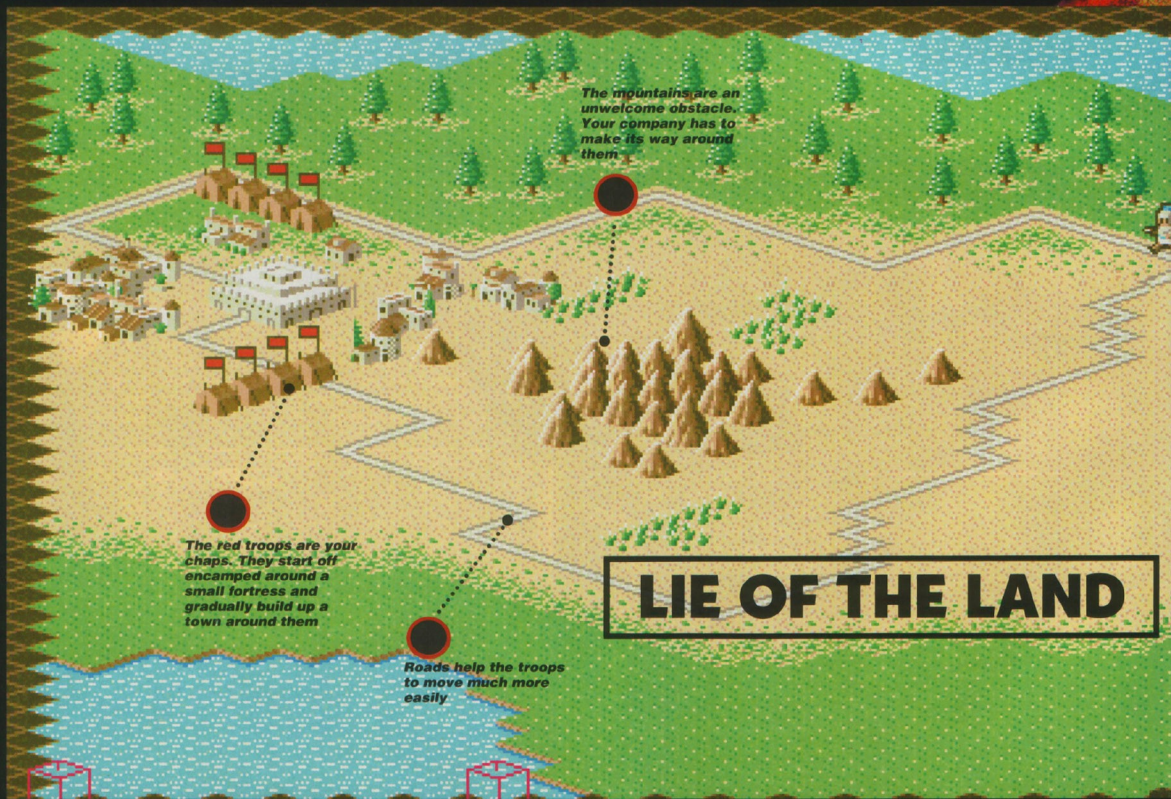 The mountains are an
unwelcome obstacle.
Your company has to
make its way around
them
The red troops are your
chaps. They start off
encamped around a
small fortress and
gradually build up a
town around them
Roads help the troops
to move much more
easily
LIE OF THE LAND